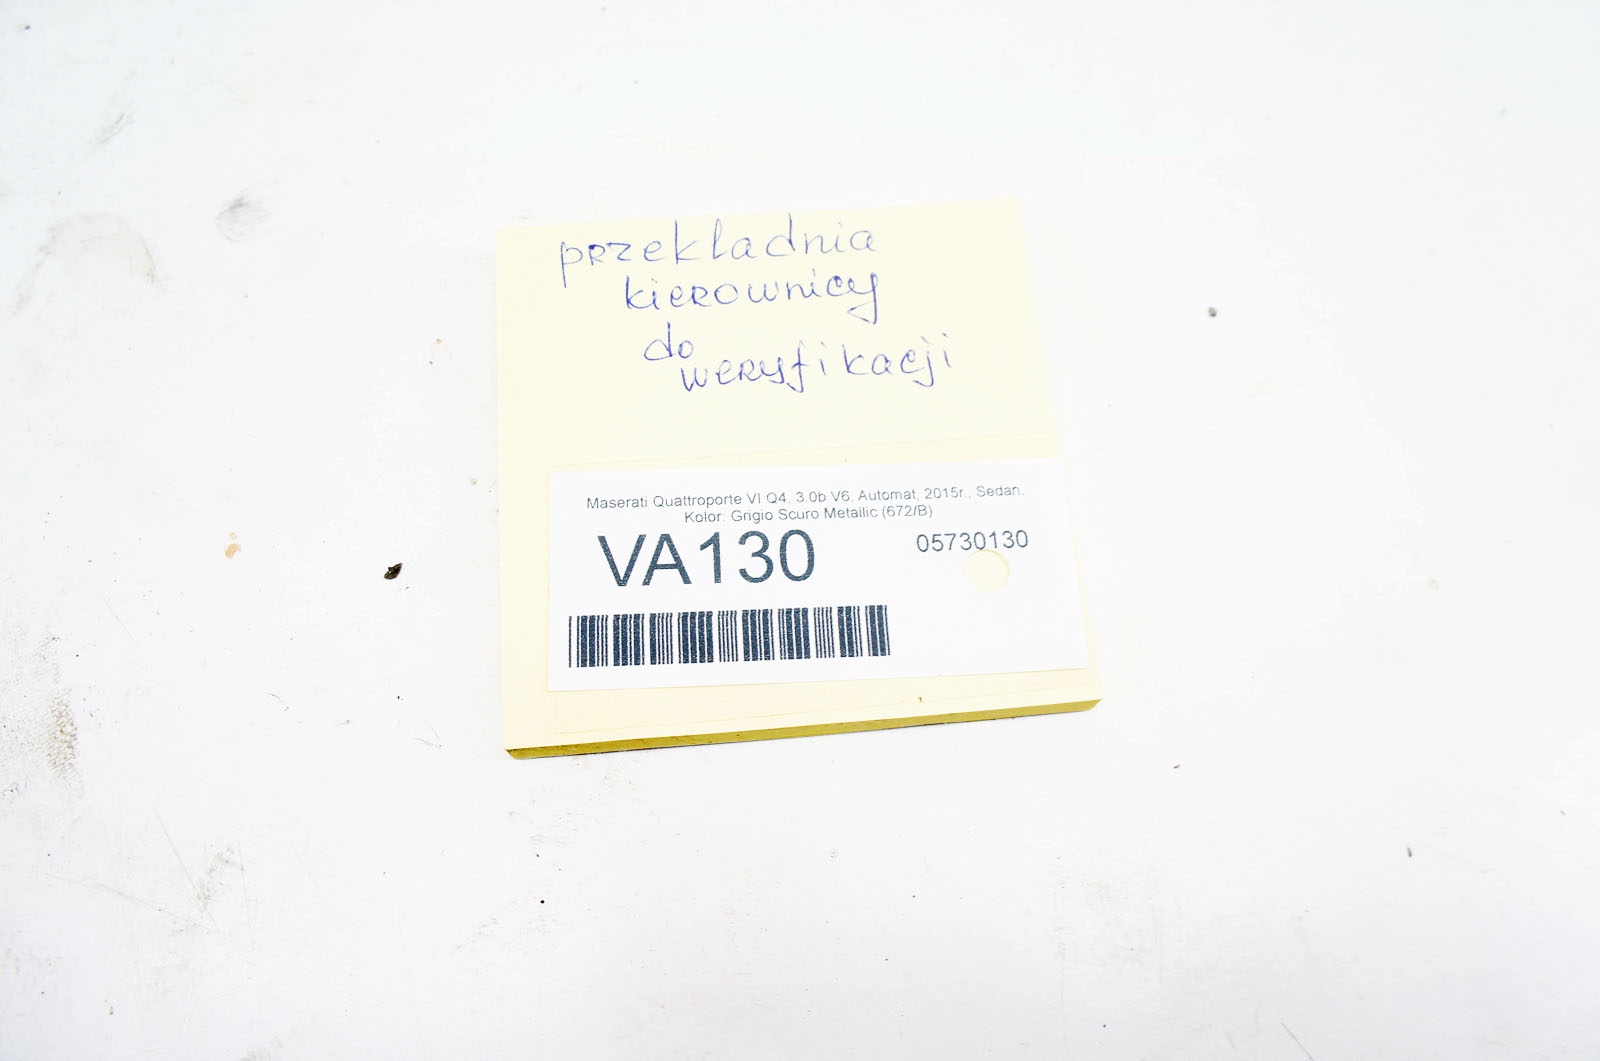 przekładnia
kierownicy
do
weryfikacji
Maserati Quattroporte VI Q4, 3.0b V6, Automat, 2015r., Sedan,
Kolor: Grigio Scuro Metallic (672/B)
VA130
05730130